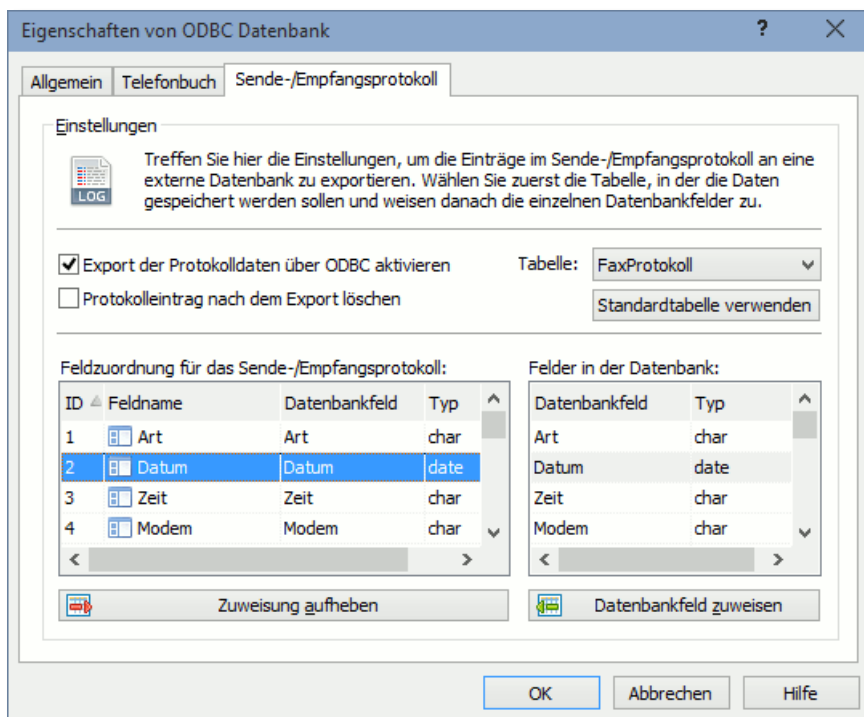 Eigenschaften von ODBC Datenbank ?
Allgemein Telefonbuch Sende-/Empfangsprotokoll
Einstellungen
Treffen Sie hier die Einstellungen, um die Einträge im Sende-/Empfangsprotokoll an eine
externe Datenbank zu exportieren. Wählen Sie zuerst die Tabelle, in der die Daten
gespeichert werden sollen und weisen danach die einzelnen Datenbankfelder zu.
LOG
Export der Protokolldaten über ODBC aktivieren Tabelle: FaxProtokoll
Protokolleintrag nach dem Export löschen Standardtabelle verwenden
Feldzuordnung für das Sende-/Empfangsprotokoll: Felder in der Datenbank:
ID Feldname Datenbankfeld Typ Datenbankfeld Typ
1 Art Art char Art char
2 Datum Datum date Datum date
3 Zeit Zeit char Zeit char
4 Modem Modem char Modem char
Zuweisung aufheben Datenbankfeld zuweisen
OK Abbrechen Hilfe